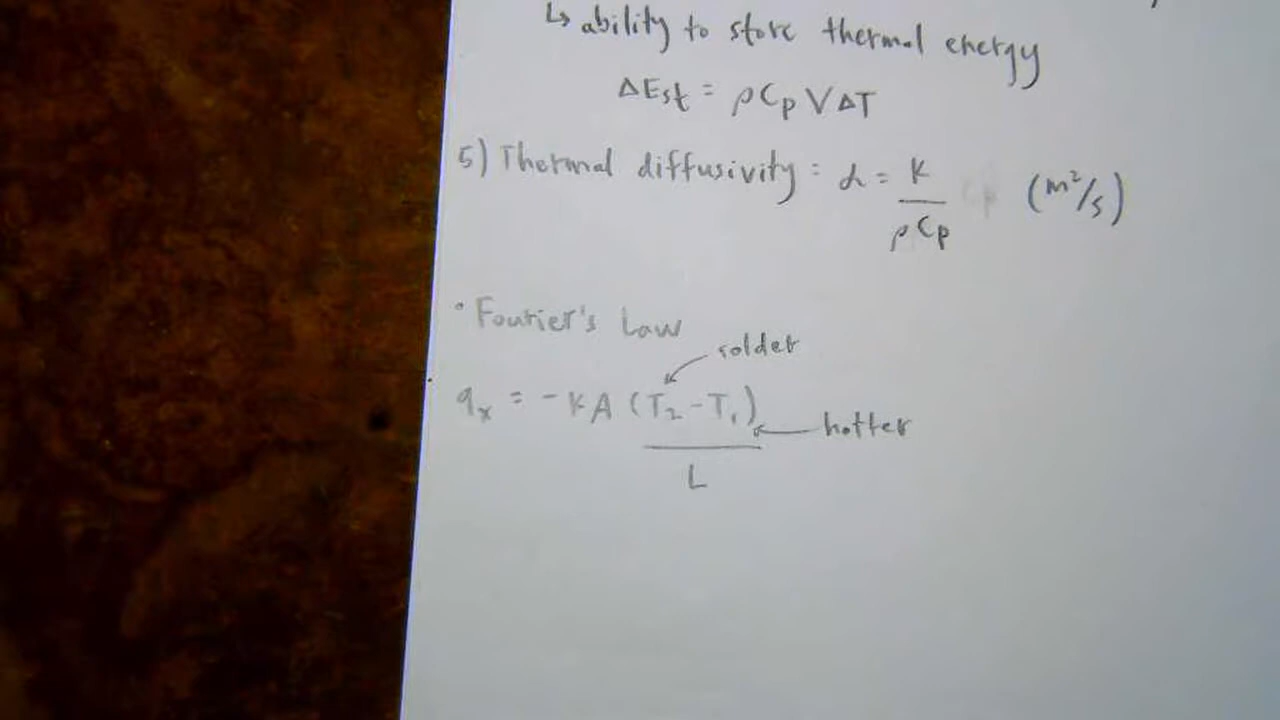 ↳ ability to store thermal energy
ΔEst = ρCp VΔT
5) Thermal diffusivity : α = K / ρCp (m²/s)
• Fourier's Law
colder
qx = -KA (T2 - T1) / L
hotter